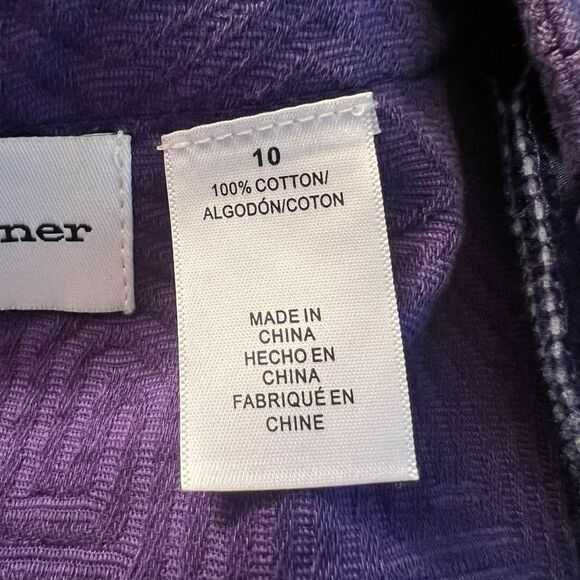 ner
10
100% COTTON/
ALGODÓN/COTON
MADE IN
CHINA
HECHO EN
CHINA
FABRIQUÉ EN
CHINE